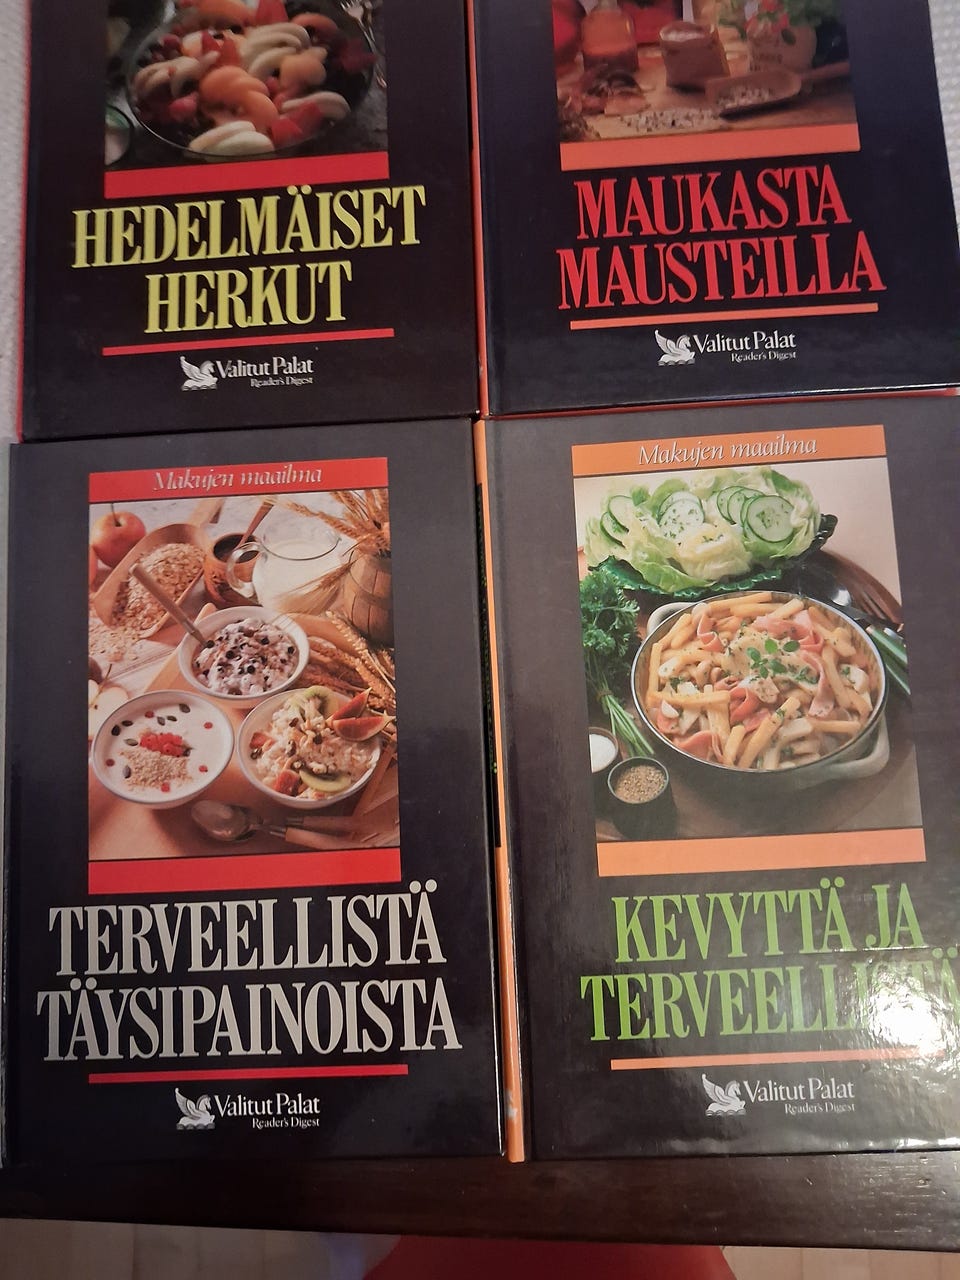 HEDELMÄISET
HERKUT
Valitut Palat
Reader's Digest
MAUKASTA
MAUSTEILLA
Valitut Palat
Reader's Digest
Makujen maailma
TERVEELLISTÄ
TÄYSIPAINOISTA
Valitut Palat
Reader's Digest
Makujen maailma
KEVYTTÄ JA
TERVEELLISTÄ
Valitut Palat
Reader's Digest